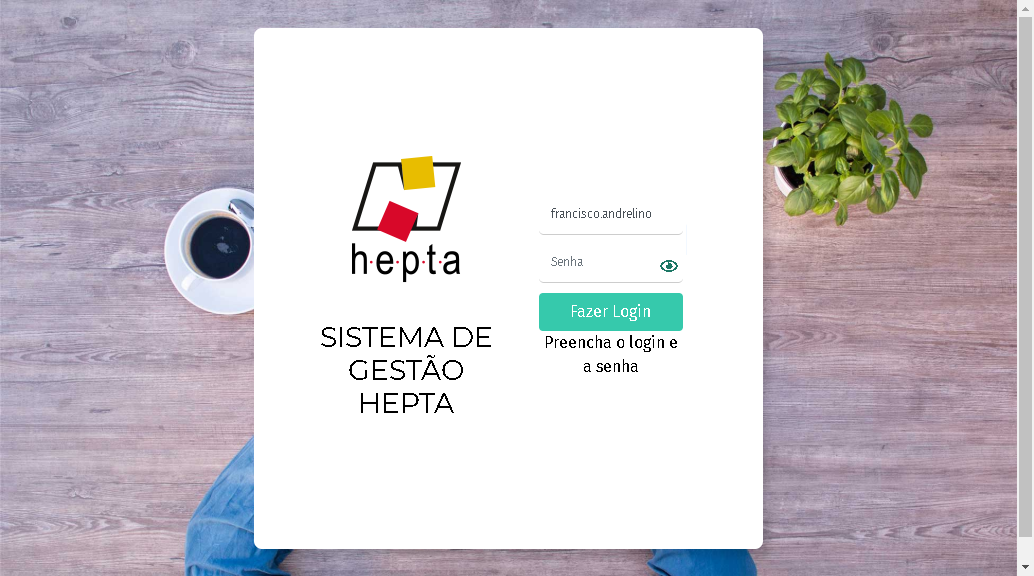 h·e·p·t·a
SISTEMA DE
GESTÃO
HEPTA
francisco.andrelino
Senha
Fazer Login
Preencha o login e
a senha